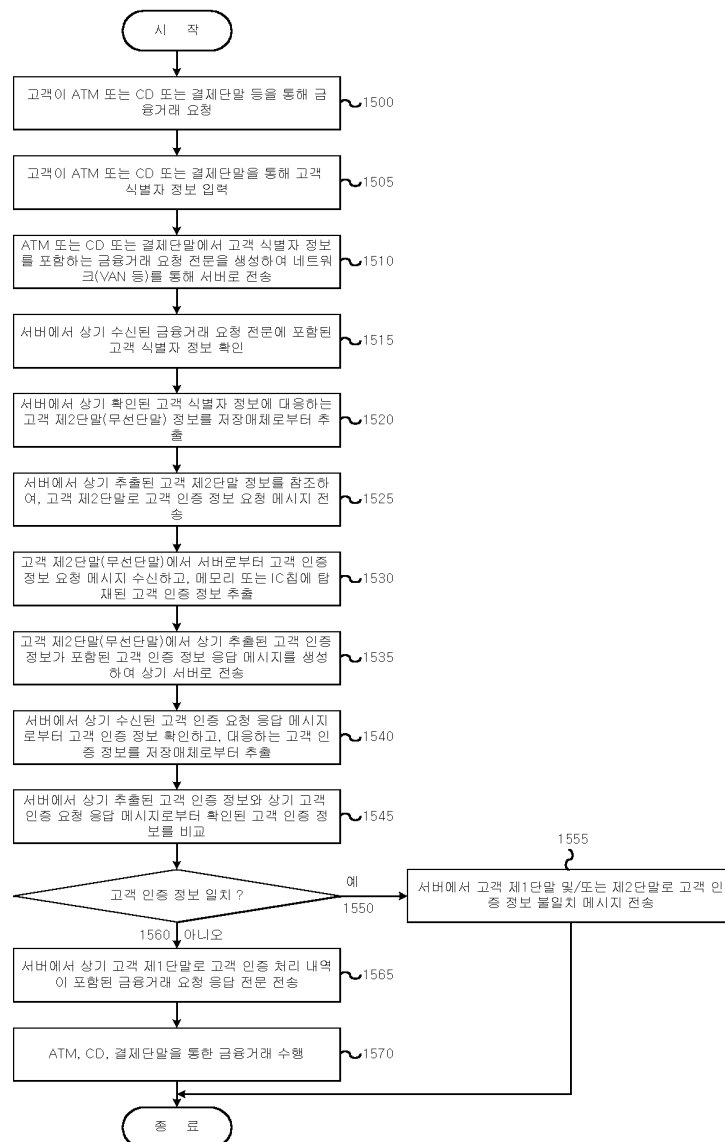 시 작
고객이 ATM 또는 CD 또는 결제단말 등을 통해 금
융거래 요청
1500
고객이 ATM 또는 CD 또는 결제단말을 통해 고객
식별자 정보 입력
1505
ATM 또는 CD 또는 결제단말에서 고객 식별자 정보
를 포함하는 금융거래 요청 전문을 생성하여 네트워
크(VAN 등)를 통해 서버로 전송
1510
서버에서 상기 수신된 금융거래 요청 전문에 포함된
고객 식별자 정보 확인
1515
서버에서 상기 확인된 고객 식별자 정보에 대응하는
고객 제2단말(무선단말) 정보를 저장매체로부터 추
출
1520
서버에서 상기 추출된 고객 제2단말 정보를 참조하
여, 고객 제2단말로 고객 인증 정보 요청 메시지 전
송
1525
고객 제2단말(무선단말)에서 서버로부터 고객 인증
정보 요청 메시지 수신하고, 메모리 또는 IC칩에 탑
재된 고객 인증 정보 추출
1530
고객 제2단말(무선단말)에서 상기 추출된 고객 인증
정보가 포함된 고객 인증 정보 응답 메시지를 생성
하여 상기 서버로 전송
1535
서버에서 상기 수신된 고객 인증 요청 응답 메시지
로부터 고객 인증 정보 확인하고, 대응하는 고객 인
증 정보를 저장매체로부터 추출
1540
서버에서 상기 추출된 고객 인증 정보와 상기 고객
인증 요청 응답 메시지로부터 확인된 고객 인증 정
보를 비교
1545
고객 인증 정보 일치 ?
예
1550
1555
서버에서 고객 제1단말 및/또는 제2단말로 고객 인
증 정보 불일치 메시지 전송
1560 아니오
서버에서 상기 고객 제1단말로 고객 인증 처리 내역
이 포함된 금융거래 요청 응답 전문 전송
1565
ATM, CD, 결제단말을 통한 금융거래 수행
1570
종 료